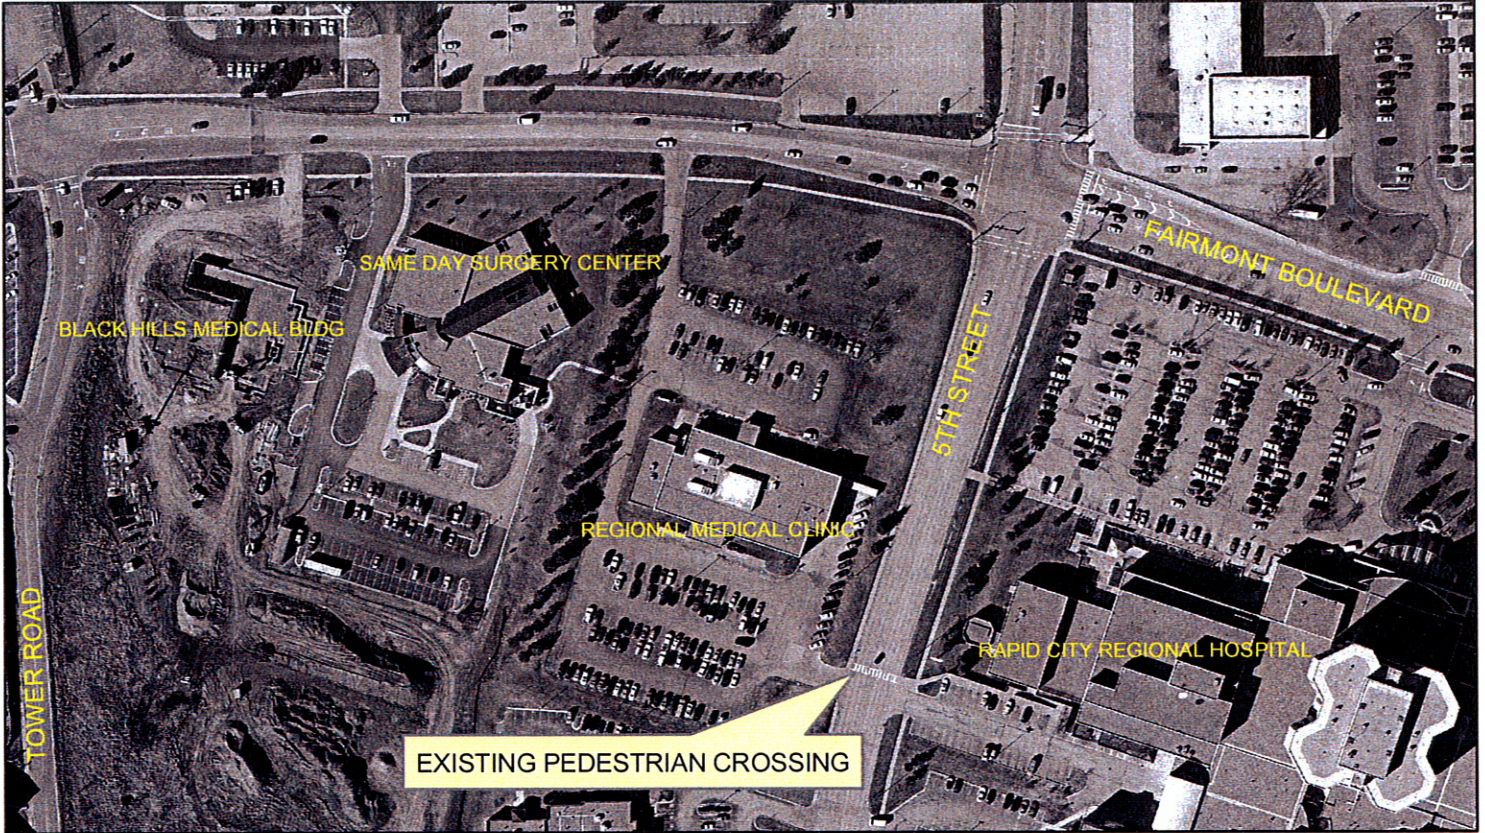 SAME DAY SURGERY CENTER
FAIRMONT BOULEVARD
BLACK HILLS MEDICAL BLDG
5TH STREET
REGIONAL MEDICAL CLINIC
TOWER ROAD
RAPID CITY REGIONAL HOSPITAL
EXISTING PEDESTRIAN CROSSING